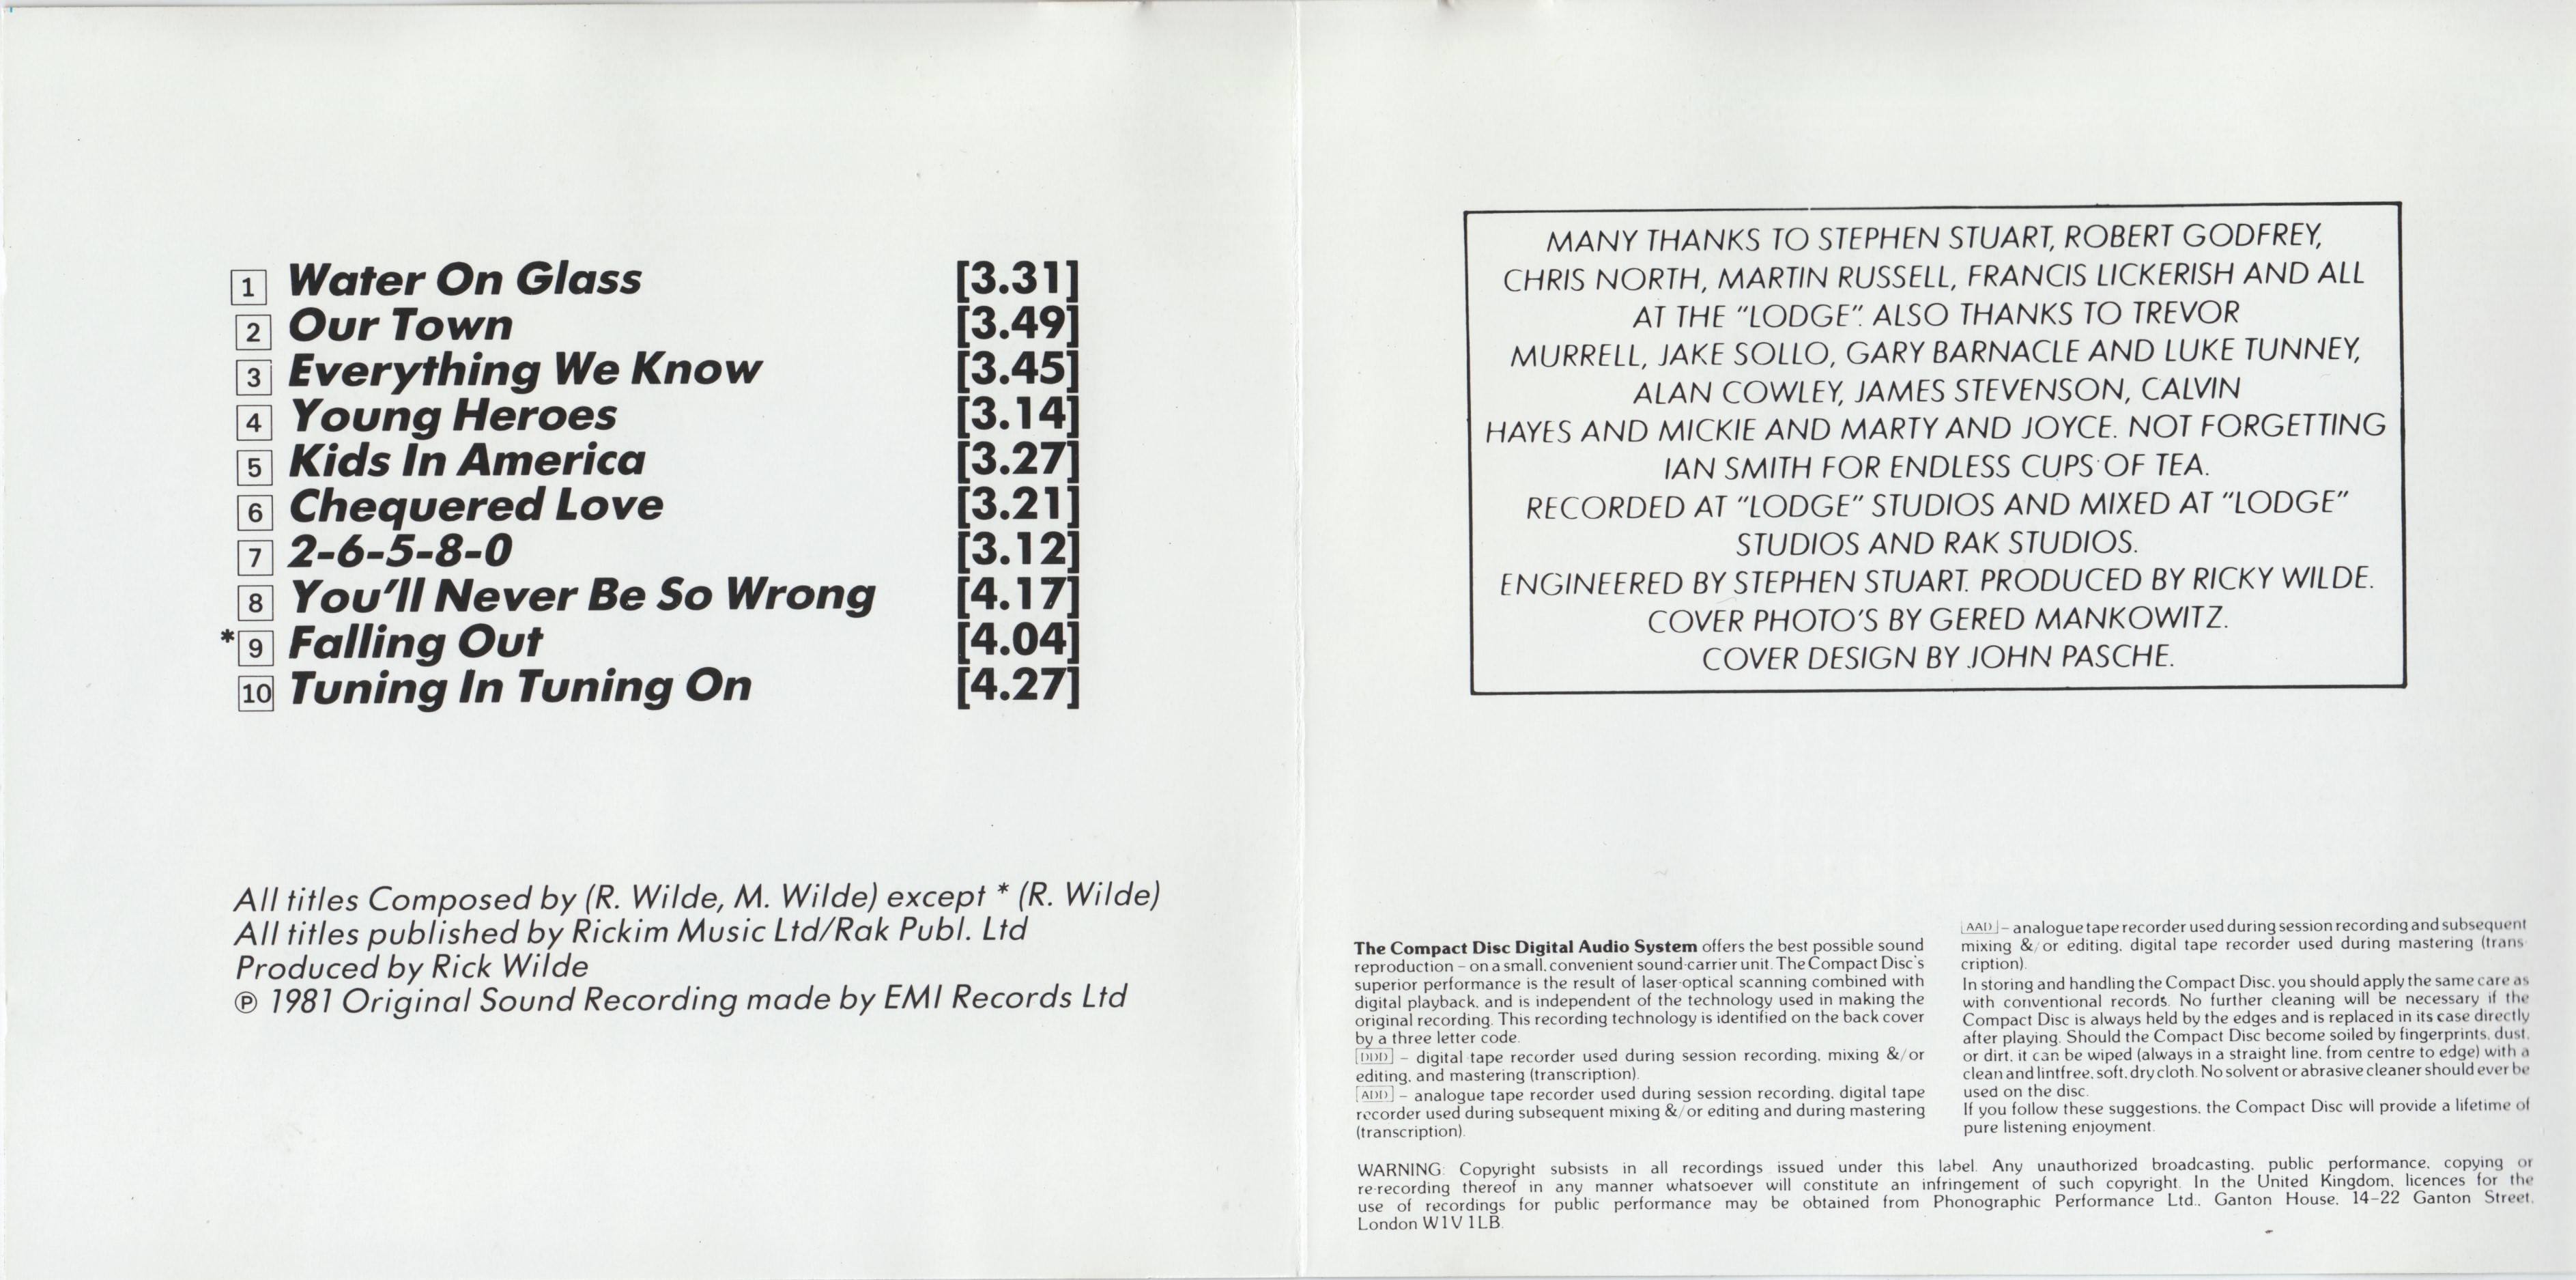 1 Water On Glass [3.31]
2 Our Town [3.49]
3 Everything We Know [3.45]
4 Young Heroes [3.14]
5 Kids In America [3.27]
6 Chequered Love [3.21]
7 2-6-5-8-0 [3.12]
8 You'll Never Be So Wrong [4.17]
*9 Falling Out [4.04]
10 Tuning In Tuning On [4.27]
All titles Composed by (R. Wilde, M. Wilde) except * (R. Wilde)
All titles published by Rickim Music Ltd/Rak Publ. Ltd
Produced by Rick Wilde
℗ 1981 Original Sound Recording made by EMI Records Ltd
MANY THANKS TO STEPHEN STUART, ROBERT GODFREY,
CHRIS NORTH, MARTIN RUSSELL, FRANCIS LICKERISH AND ALL
AT THE "LODGE". ALSO THANKS TO TREVOR
MURRELL, JAKE SOLLO, GARY BARNACLE AND LUKE TUNNEY,
ALAN COWLEY, JAMES STEVENSON, CALVIN
HAYES AND MICKIE AND MARTY AND JOYCE. NOT FORGETTING
IAN SMITH FOR ENDLESS CUPS OF TEA.
RECORDED AT "LODGE" STUDIOS AND MIXED AT "LODGE"
STUDIOS AND RAK STUDIOS.
ENGINEERED BY STEPHEN STUART. PRODUCED BY RICKY WILDE.
COVER PHOTO'S BY GERED MANKOWITZ.
COVER DESIGN BY JOHN PASCHE.
The Compact Disc Digital Audio System offers the best possible sound
reproduction – on a small, convenient sound-carrier unit. The Compact Disc's
superior performance is the result of laser-optical scanning combined with
digital playback, and is independent of the technology used in making the
original recording. This recording technology is identified on the back cover
by a three letter code.
DDD – digital tape recorder used during session recording, mixing &/or
editing, and mastering (transcription).
ADD – analogue tape recorder used during session recording, digital tape
recorder used during subsequent mixing &/or editing and during mastering
(transcription).
AAD – analogue tape recorder used during session recording and subsequent
mixing &/or editing, digital tape recorder used during mastering (trans
cription).
In storing and handling the Compact Disc, you should apply the same care as
with conventional records. No further cleaning will be necessary if the
Compact Disc is always held by the edges and is replaced in its case directly
after playing. Should the Compact Disc become soiled by fingerprints, dust,
or dirt, it can be wiped (always in a straight line, from centre to edge) with a
clean and lintfree, soft, dry cloth. No solvent or abrasive cleaner should ever be
used on the disc.
If you follow these suggestions, the Compact Disc will provide a lifetime of
pure listening enjoyment.
WARNING: Copyright subsists in all recordings issued under this label. Any unauthorized broadcasting, public performance, copying or
re-recording thereof in any manner whatsoever will constitute an infringement of such copyright. In the United Kingdom, licences for the
use of recordings for public performance may be obtained from Phonographic Performance Ltd., Ganton House, 14-22 Ganton Street,
London W1V 1LB.